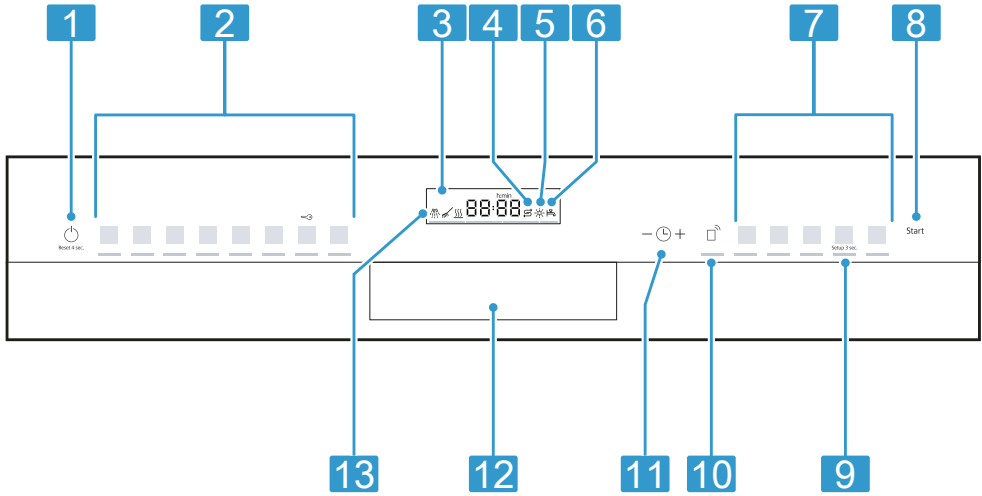 1 2 3 4 5 6 7 8
h:min
88:88
Reset 4 sec.
Setup 3 sec.
Start
13 12 11 10 9